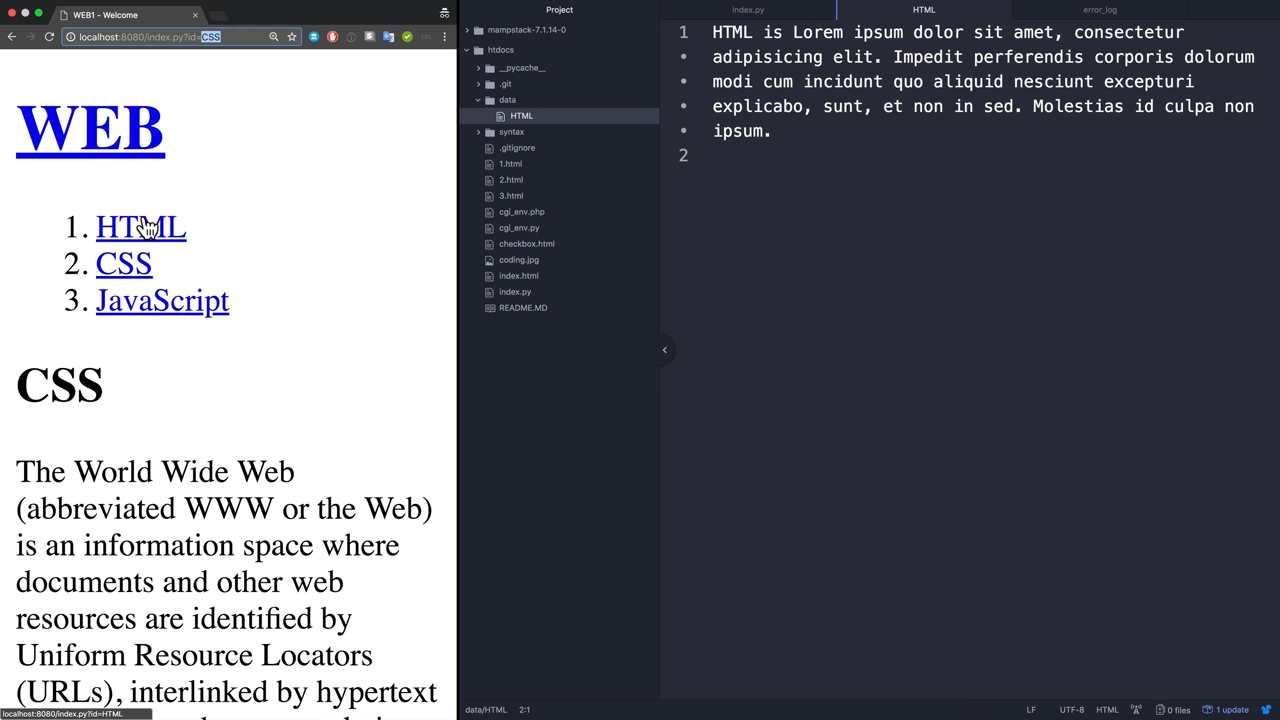 WEB1 - Welcome
localhost:8080/index.py?id=CSS
WEB
1. HTML
2. CSS
3. JavaScript
CSS
The World Wide Web
(abbreviated WWW or the Web)
is an information space where
documents and other web
resources are identified by
Uniform Resource Locators
(URLs), interlinked by hypertext
localhost:8080/index.py?id=HTML
Project
mampstack-7.1.14-0
htdocs
__pycache__
.git
data
HTML
syntax
.gitignore
1.html
2.html
3.html
cgi_env.php
cgi_env.py
checkbox.html
coding.jpg
index.html
index.py
README.MD
index.py
HTML
error_log
1 HTML is Lorem ipsum dolor sit amet, consectetur
adipisicing elit. Impedit perferendis corporis dolorum
modi cum incidunt quo aliquid nesciunt excepturi
explicabo, sunt, et non in sed. Molestias id culpa non
ipsum.
2
data/HTML 2:1
LF UTF-8 HTML 0 files 1 update